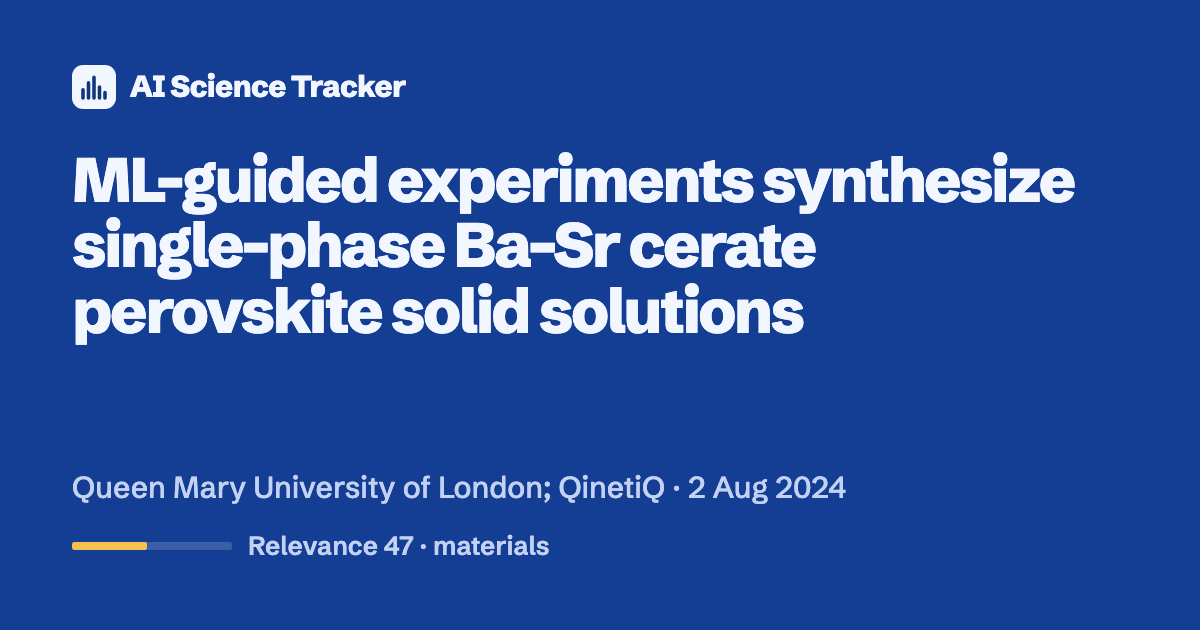 AI Science Tracker
ML-guided experiments synthesize
single-phase Ba-Sr cerate
perovskite solid solutions
Queen Mary University of London; QinetiQ · 2 Aug 2024
Relevance 47 · materials